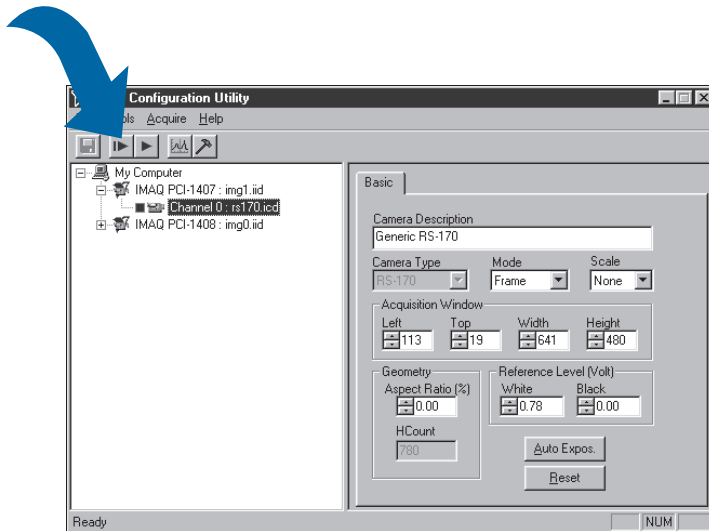 Configuration Utility
Acquire Help
My Computer
IMAQ PCI-1407 : img1.iid
Channel 0 : rs170.icd
IMAQ PCI-1408 : img0.iid
Basic
Camera Description
Generic RS-170
Camera Type Mode Scale
RS-170 Frame None
Acquisition Window
Left Top Width Height
113 19 641 480
Geometry
Aspect Ratio (%)
0.00
HCount
780
Reference Level (Volt)
White Black
0.78 0.00
Auto Expos.
Reset
Ready NUM